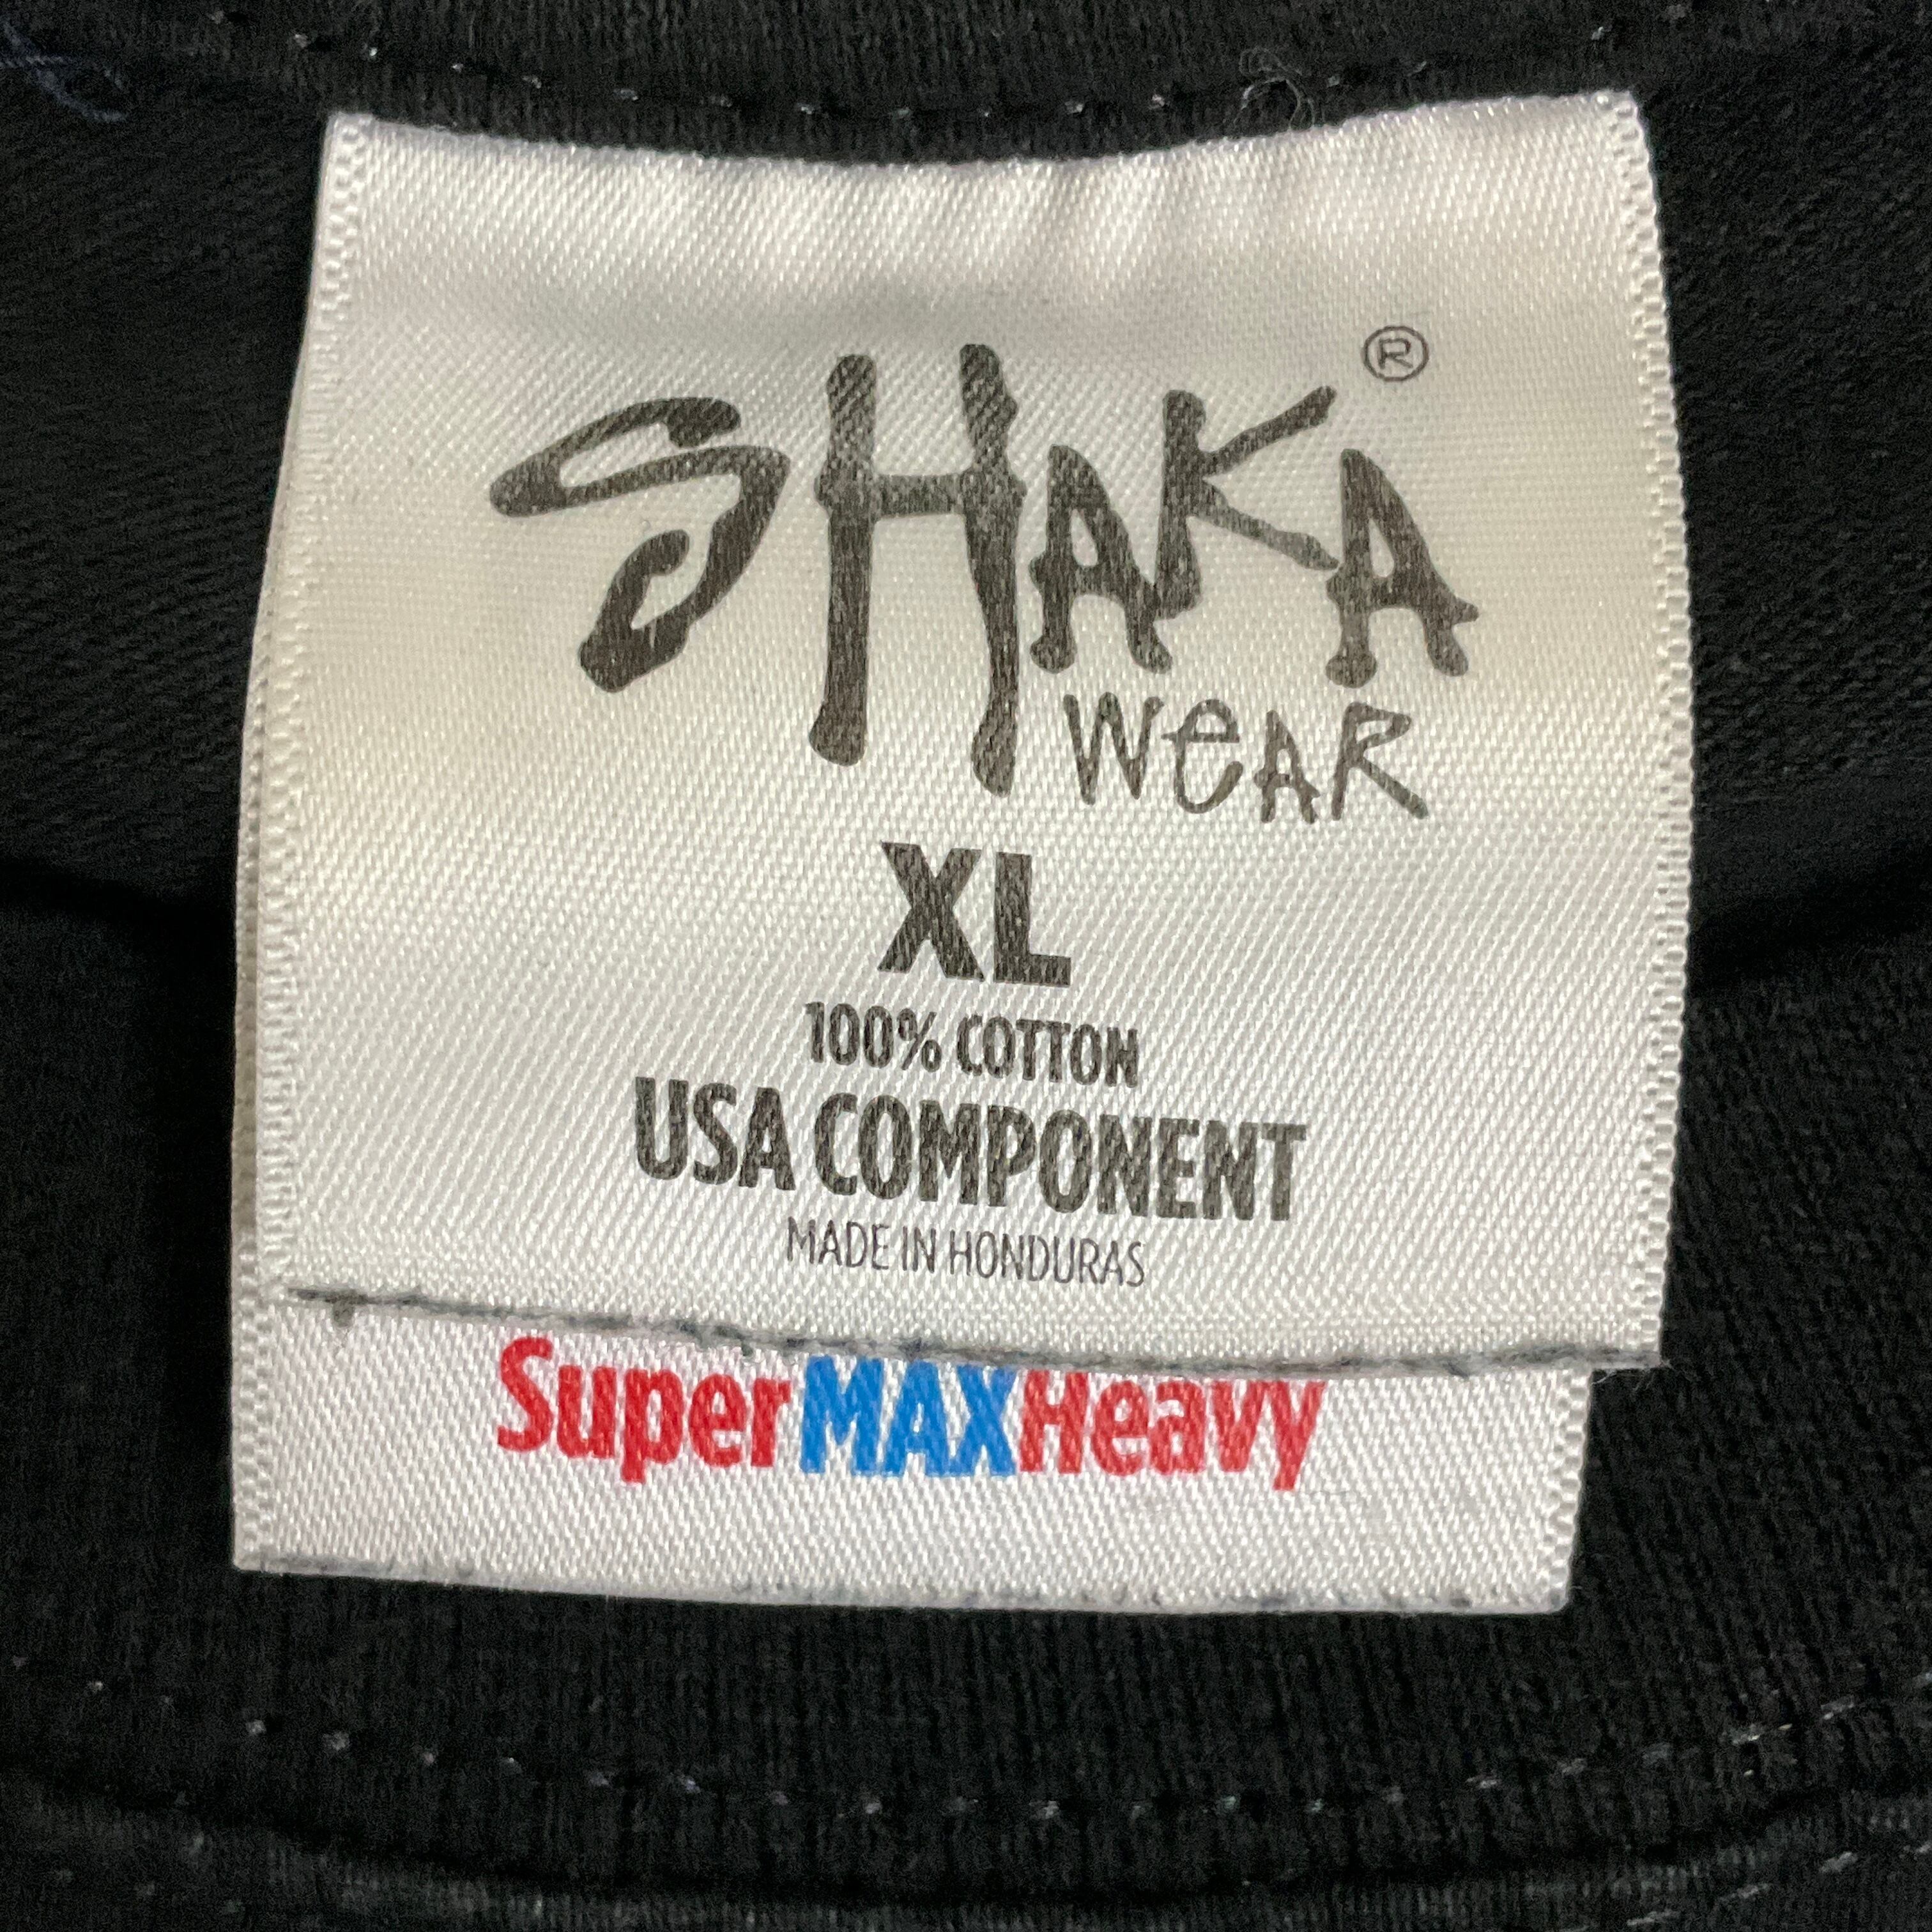 SHAKA ®
WeAR
XL
100% COTTON
USA COMPONENT
MADE IN HONDURAS
SuperMAXHeavy